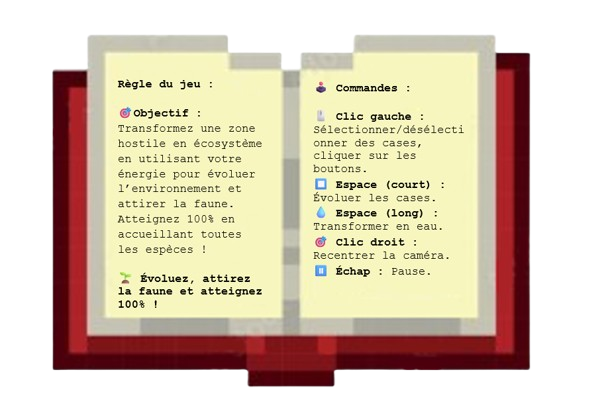 Règle du jeu :
🎯Objectif :
Transformez une zone
hostile en écosystème
en utilisant votre
énergie pour évoluer
l’environnement et
attirer la faune.
Atteignez 100% en
accueillant toutes
les espèces !
🌱 Évoluez, attirez
la faune et atteignez
100% !
🕹️ Commandes :
🖱️ Clic gauche :
Sélectionner/désélecti
onner des cases,
cliquer sur les
boutons.
⏹️ Espace (court) :
Évoluer les cases.
💧 Espace (long) :
Transformer en eau.
🎯 Clic droit :
Recentrer la caméra.
⏸️ Échap : Pause.